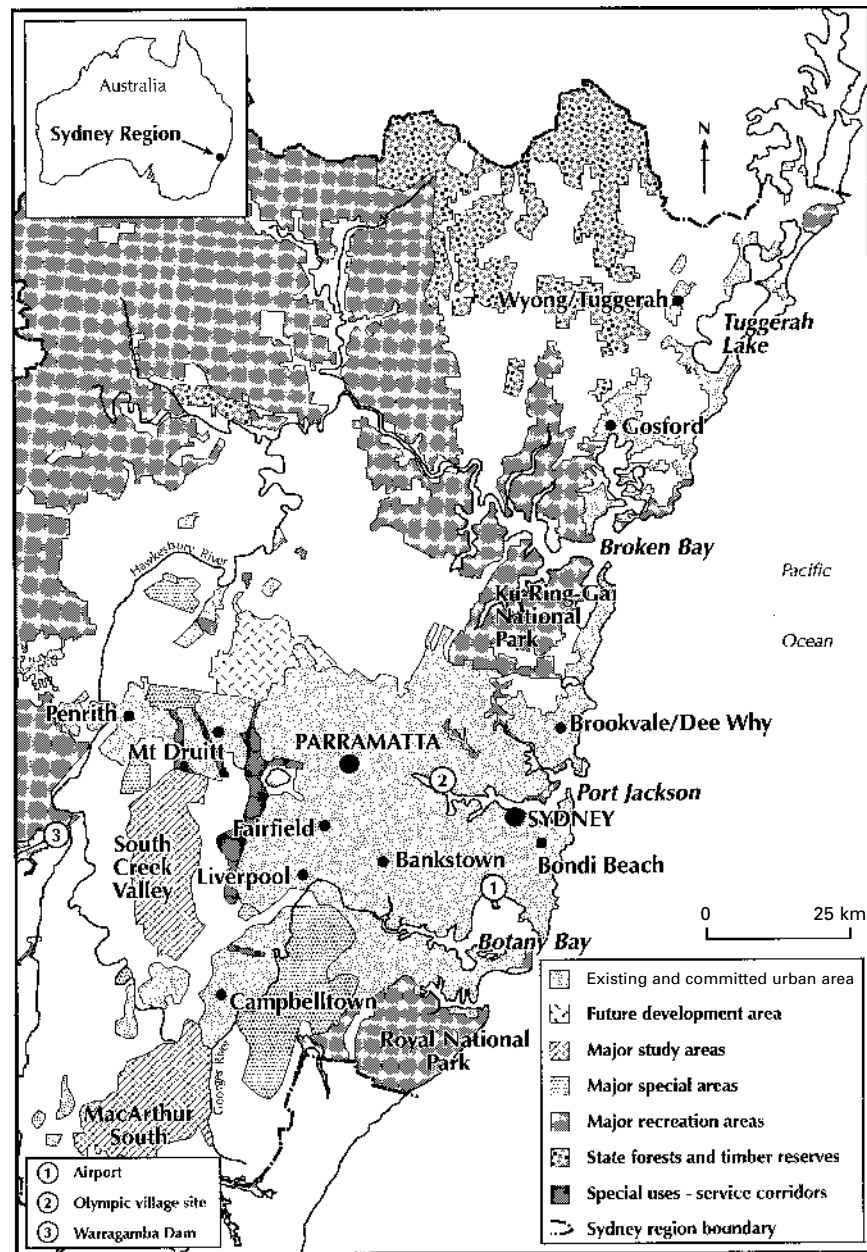 Australia
Sydney Region
N
Wyong/Tuggerah
Tuggerah
Lake
Gosford
Hawkesbury River
Broken Bay
Pacific
Ocean
Ku-Ring-Gai
National
Park
Penrith
Mt Druitt
PARRAMATTA
Brookvale/Dee Why
2
Port Jackson
SYDNEY
3
South
Creek
Valley
Fairfield
Liverpool
Bankstown
Bondi Beach
1
Botany Bay
0 25 km
Campbelltown
Royal National
Park
Georges River
MacArthur
South
Existing and committed urban area
Future development area
Major study areas
Major special areas
Major recreation areas
State forests and timber reserves
Special uses - service corridors
Sydney region boundary
1 Airport
2 Olympic village site
3 Warragamba Dam